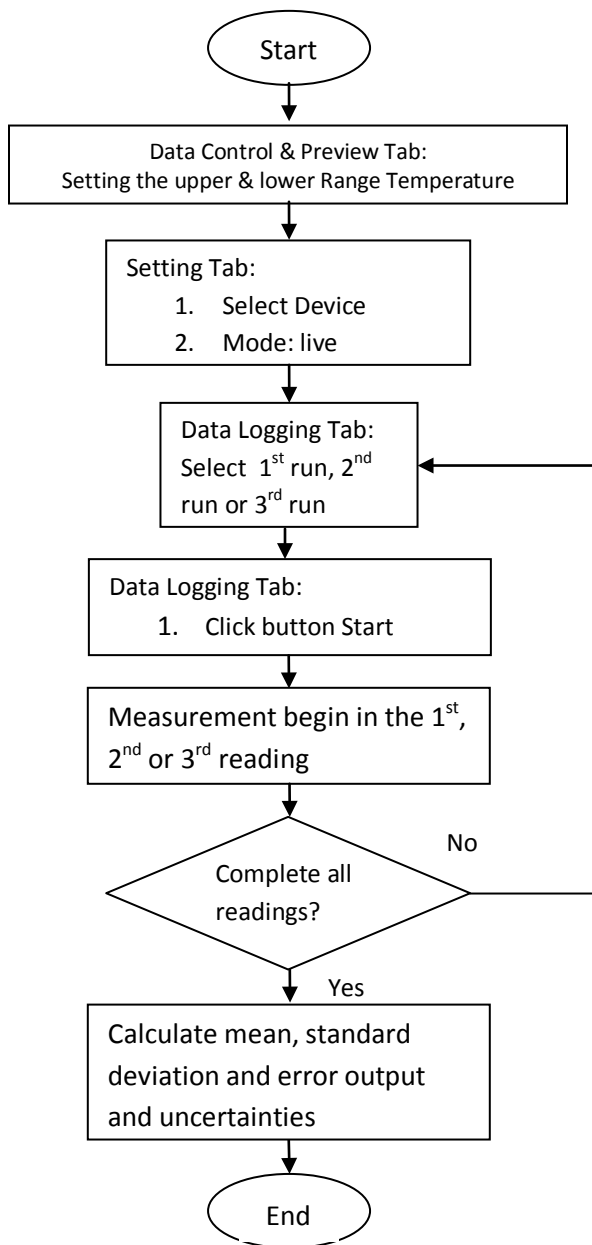 Start
Data Control & Preview Tab:
Setting the upper & lower Range Temperature
Setting Tab:
1. Select Device
2. Mode: live
Data Logging Tab:
Select 1st run, 2nd
run or 3rd run
Data Logging Tab:
1. Click button Start
Measurement begin in the 1st,
2nd or 3rd reading
No
Complete all
readings?
Yes
Calculate mean, standard
deviation and error output
and uncertainties
End